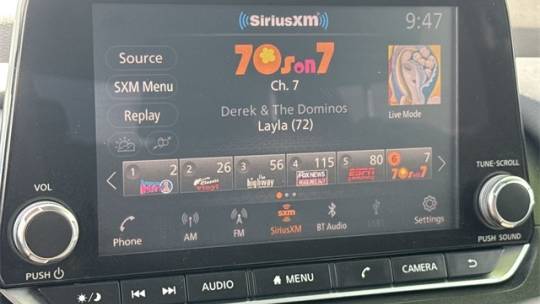 SiriusXM
9:47
Source
70s on 7
SXM Menu
Ch. 7
Replay
Derek & The Dominos
Layla (72)
Live Mode
1 2
2 26
3 56
4 115
5 80
6 7
Vinyl
the highway
FOX NEWS
ESPN
70s on 7
VOL
TUNE·SCROLL
Phone
AM
FM
SiriusXM
BT Audio
Settings
PUSH
PUSH SOUND
AUDIO
MENU
CAMERA